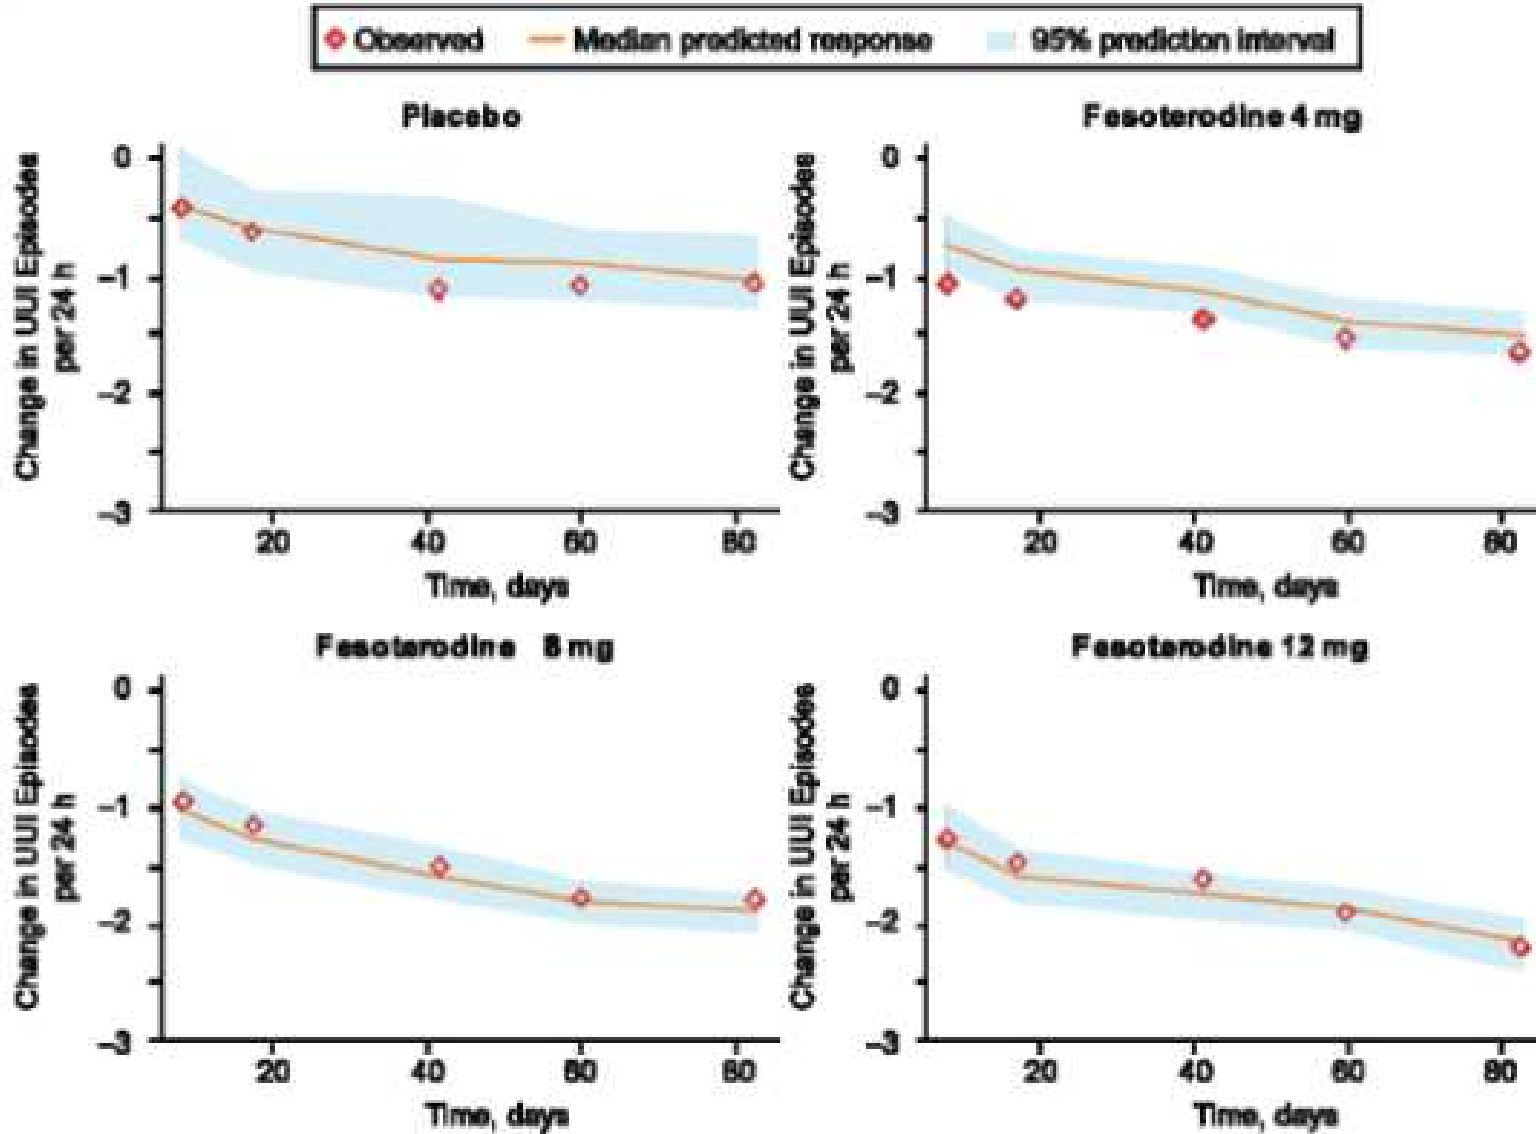 Observed Median predicted response 95% prediction interval
Placebo
Change in UUI Episodes
per 24 h
0
–1
–2
–3
20 40 60 80
Time, days
Fesoterodine 4 mg
Change in UUI Episodes
per 24 h
0
–1
–2
–3
20 40 60 80
Time, days
Fesoterodine 8 mg
Change in UUI Episodes
per 24 h
0
–1
–2
–3
20 40 60 80
Time, days
Fesoterodine 12 mg
Change in UUI Episodes
per 24 h
0
–1
–2
–3
20 40 60 80
Time, days